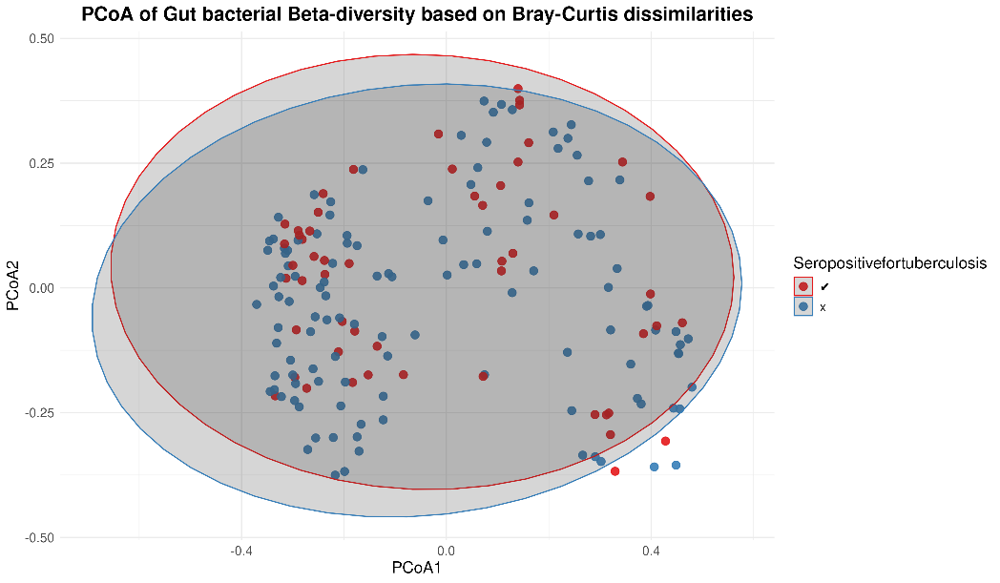 PCoA of Gut bacterial Beta-diversity based on Bray-Curtis dissimilarities
0.50
0.25
0.00
-0.25
-0.50
PCoA2
-0.4
0.0
0.4
PCoA1
Seropositivefortuberculosis
✔
x